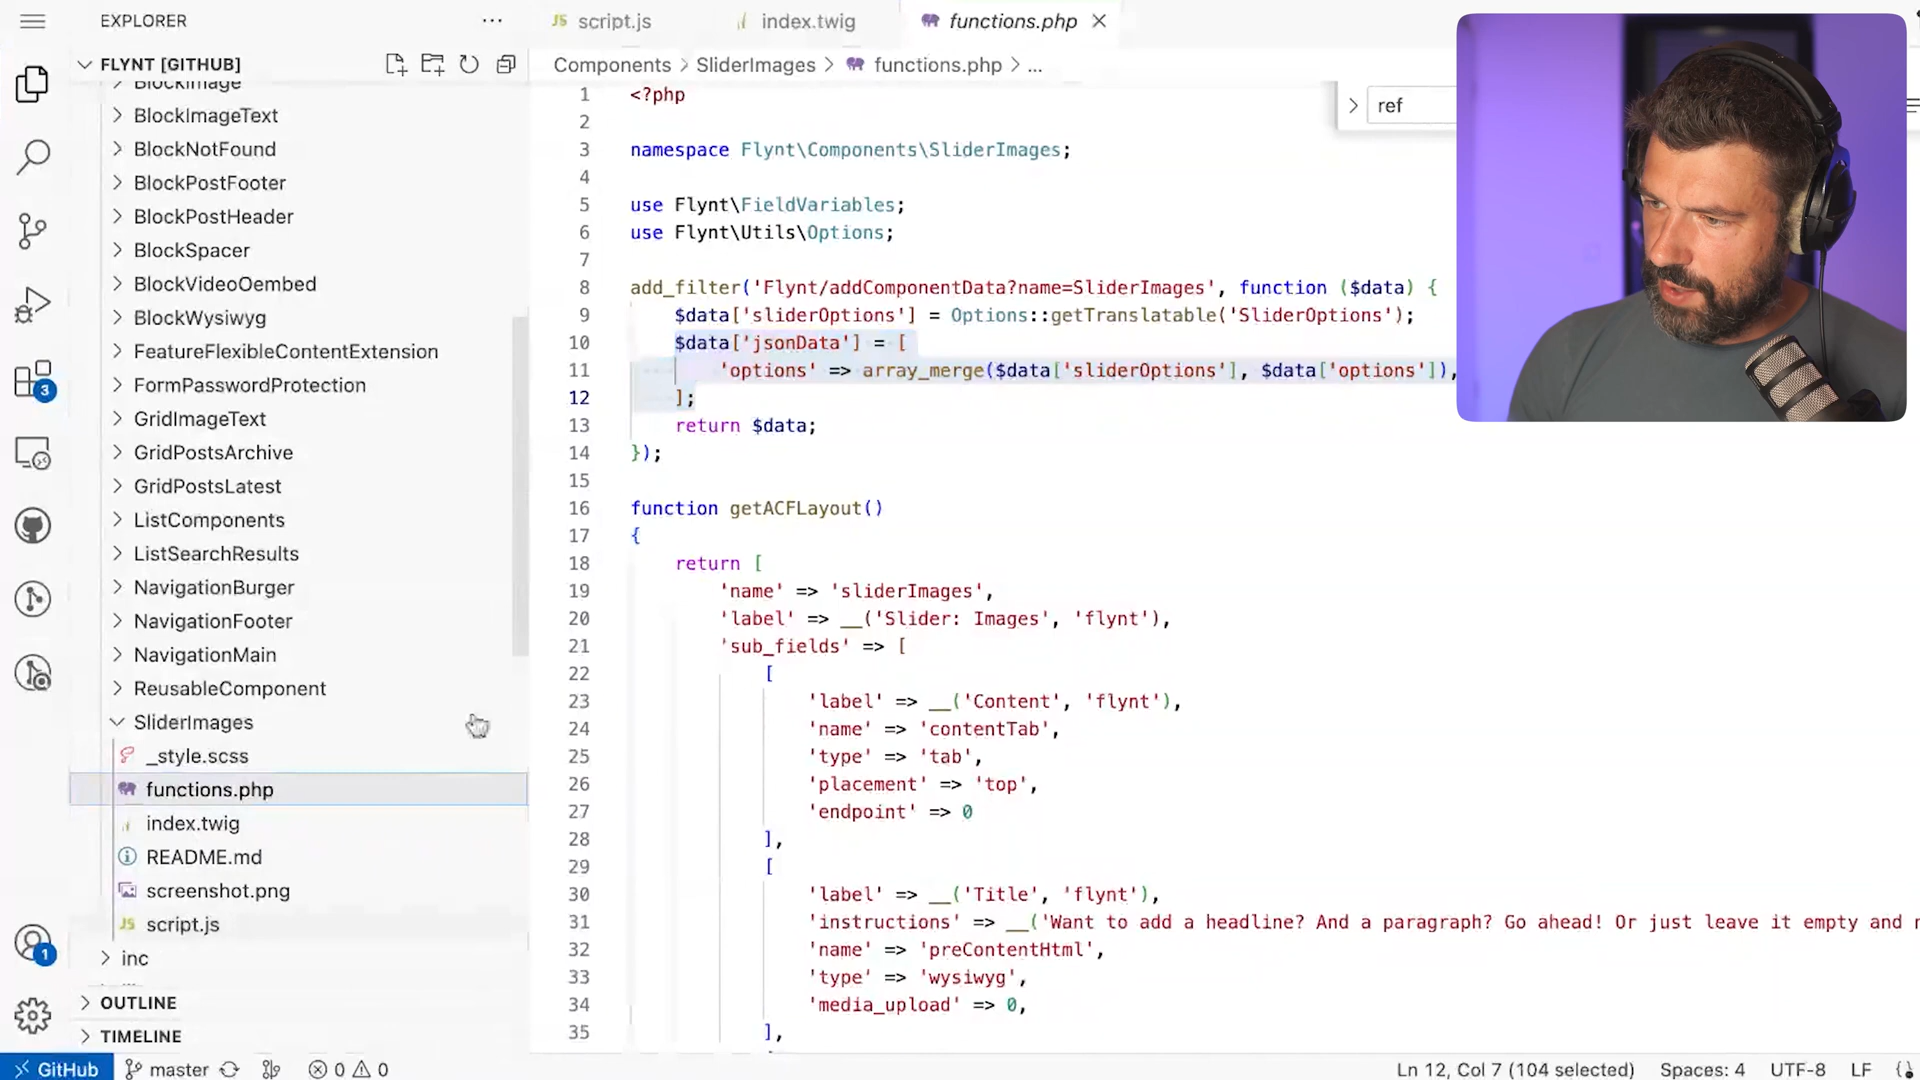 EXPLORER
script.js
index.twig
functions.php
FLYNT [GITHUB]
Components > SliderImages > functions.php > ...
BlockImage
BlockImageText
BlockNotFound
BlockPostFooter
BlockPostHeader
BlockSpacer
BlockVideoOembed
BlockWysiwyg
FeatureFlexibleContentExtension
FormPasswordProtection
GridImageText
GridPostsArchive
GridPostsLatest
ListComponents
ListSearchResults
NavigationBurger
NavigationFooter
NavigationMain
ReusableComponent
SliderImages
_style.scss
functions.php
index.twig
README.md
screenshot.png
script.js
inc
OUTLINE
TIMELINE
3
1
ref
1 <?php
2
3 namespace Flynt\Components\SliderImages;
4
5 use Flynt\FieldVariables;
6 use Flynt\Utils\Options;
7
8 add_filter('Flynt/addComponentData?name=SliderImages', function ($data) {
9 $data['sliderOptions'] = Options::getTranslatable('SliderOptions');
10 $data['jsonData'] = [
11 'options' => array_merge($data['sliderOptions'], $data['options']),
12 ];
13 return $data;
14 });
15
16 function getACFLayout()
17 {
18 return [
19 'name' => 'sliderImages',
20 'label' => __('Slider: Images', 'flynt'),
21 'sub_fields' => [
22 [
23 'label' => __('Content', 'flynt'),
24 'name' => 'contentTab',
25 'type' => 'tab',
26 'placement' => 'top',
27 'endpoint' => 0
28 ],
29 [
30 'label' => __('Title', 'flynt'),
31 'instructions' => __('Want to add a headline? And a paragraph? Go ahead! Or just leave it empty and
32 'name' => 'preContentHtml',
33 'type' => 'wysiwyg',
34 'media_upload' => 0,
35 ],
GitHub
master
0
0
Ln 12, Col 7 (104 selected)
Spaces: 4
UTF-8
LF